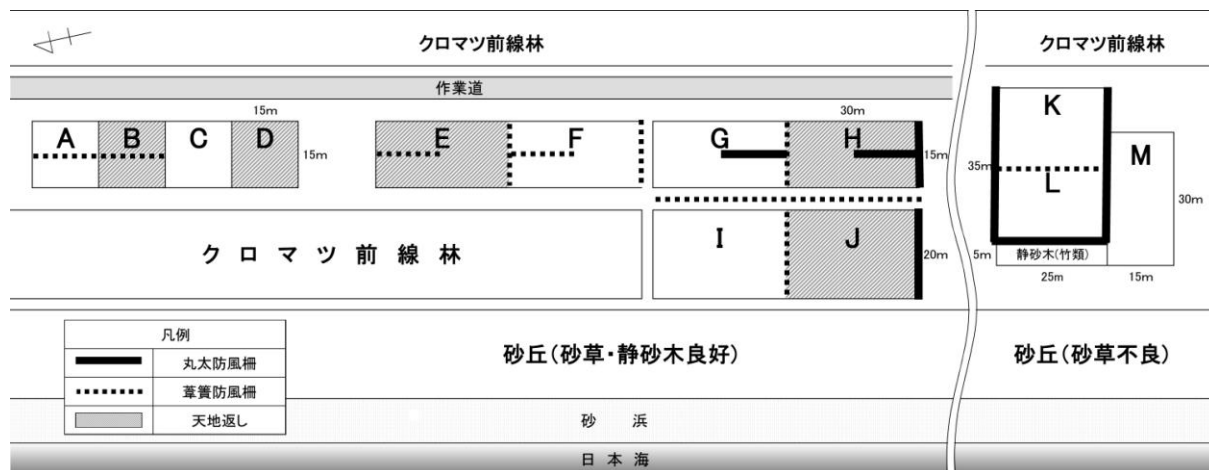 クロマツ前線林
クロマツ前線林
作業道
15m
30m
A
B
C
D
E
F
G
H
K
15m
15m
35m
L
M
30m
クロマツ前線林
I
J
20m
5m
静砂木(竹類)
25m
15m
凡例
丸太防風柵
葦簀防風柵
天地返し
砂丘(砂草・静砂木良好)
砂丘(砂草不良)
砂 浜
日 本 海